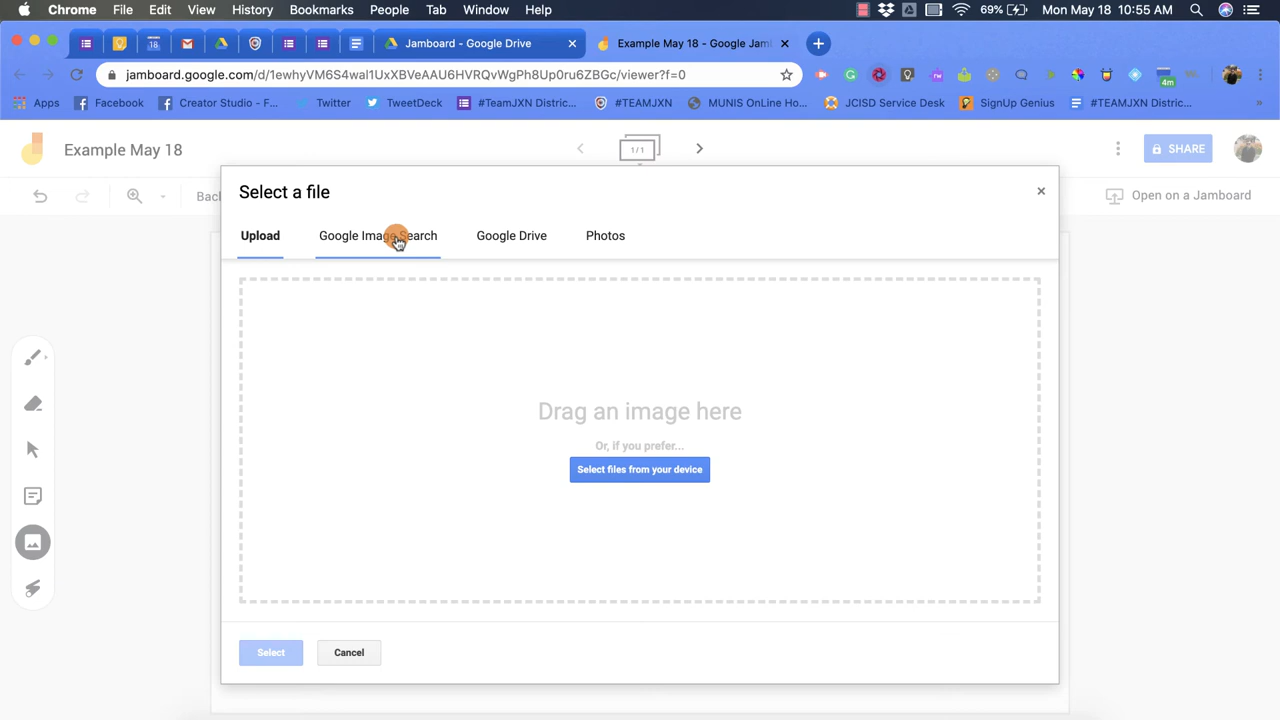 Chrome File Edit View History Bookmarks People Tab Window Help 69% Mon May 18 10:55 AM
18 Jamboard - Google Drive Example May 18 - Google Jam
jamboard.google.com/d/1ewhyVM6S4wal1UxXBVeAAU6HVRQvWgPh8Up0ru6ZBGc/viewer?f=0 4m
Apps Facebook Creator Studio - F... Twitter TweetDeck #TeamJXN Distric... #TEAMJXN MUNIS OnLine Ho... JCISD Service Desk SignUp Genius #TEAMJXN Distric... »
Example May 18 1/1 SHARE
Bac Open on a Jamboard
Select a file
Upload Google Image Search Google Drive Photos
Drag an image here
Or, if you prefer...
Select files from your device
Select Cancel